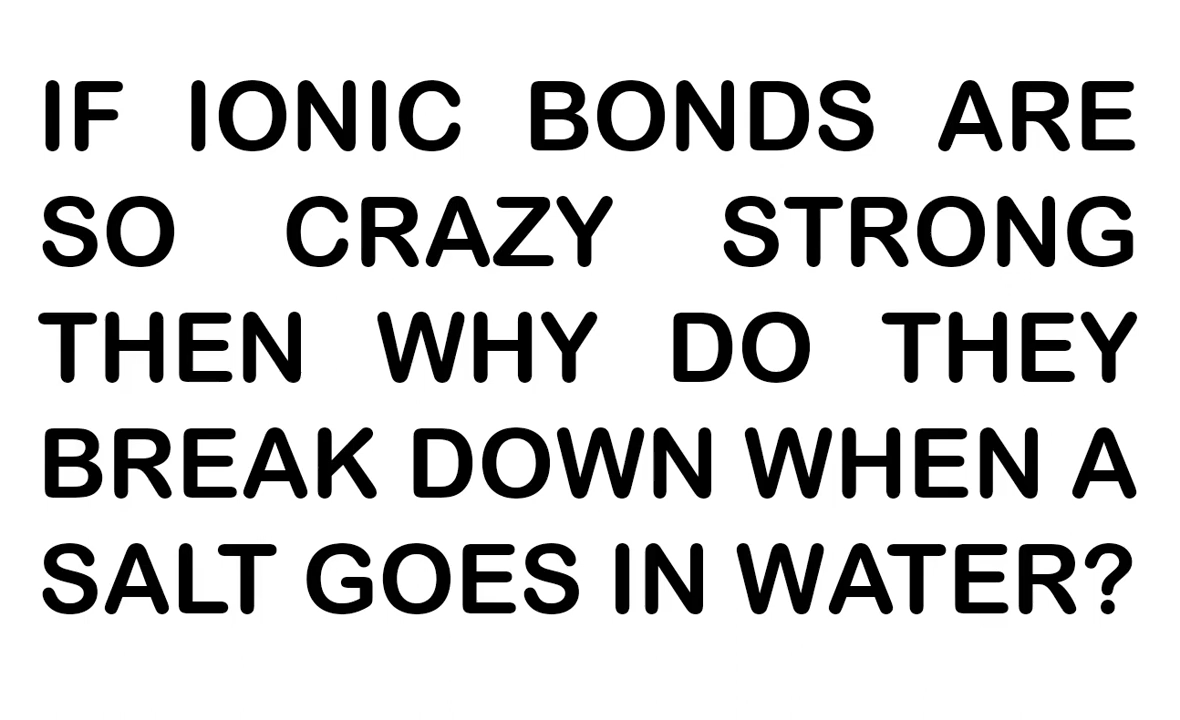 IF IONIC BONDS ARE
SO CRAZY STRONG
THEN WHY DO THEY
BREAK DOWN WHEN A
SALT GOES IN WATER?